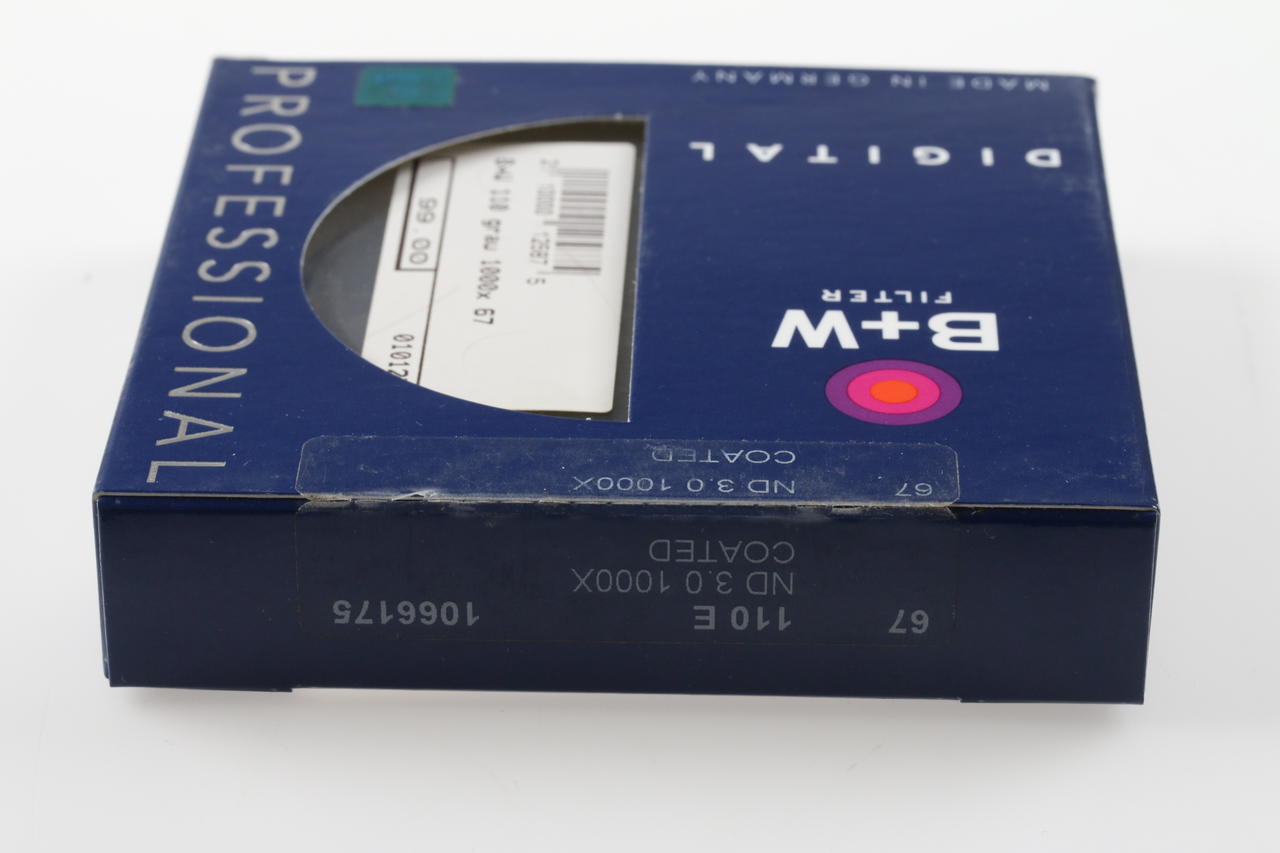 PROFESSIONAL
MADE IN GERMANY
DIGITAL
FILTER
B+W
99.00
B+W 110 grau 1000x 67
67
ND 3.0 1000X
COATED
67
110 E
1066175
ND 3.0 1000X
COATED